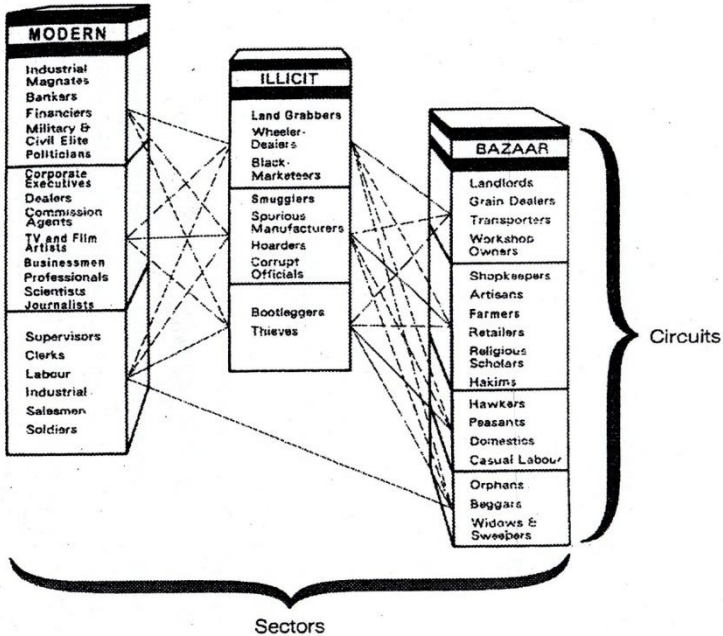 MODERN
Industrial
Magnates
Bankers
Financiers
Military &
Civil Elite
Politicians
Corporate
Executives
Dealers
Commission
Agents
TV and Film
Artists
Businessmen
Professionals
Scientists
Journalists
Supervisors
Clerks
Labour
Industrial
Salesmen
Soldiers
ILLICIT
Land Grabbers
Wheeler-
Dealers
Black-
Marketeers
Smugglers
Spurious
Manufacturers
Hoarders
Corrupt
Officials
Bootleggers
Thieves
BAZAAR
Landlords
Grain Dealers
Transporters
Workshop
Owners
Shopkeepers
Artisans
Farmers
Retailers
Religious
Scholars
Hakims
Hawkers
Peasants
Domestics
Casual Labour
Orphans
Beggars
Widows &
Sweepers
Circuits
Sectors